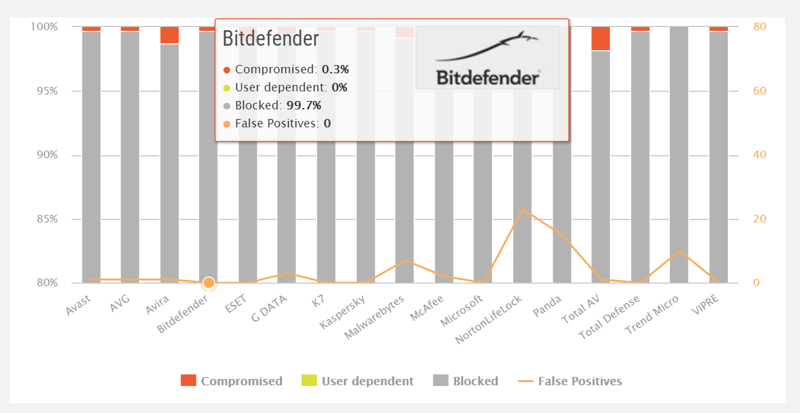 100%
95%
90%
85%
80%
80
60
40
20
0
Bitdefender
Compromised: 0.3%
User dependent: 0%
Blocked: 99.7%
False Positives: 0
Bitdefender
Avast
AVG
Avira
Bitdefender
ESET
G DATA
K7
Kaspersky
Malwarebytes
McAfee
Microsoft
NortonLifeLock
Panda
Total AV
Total Defense
Trend Micro
VIPRE
Compromised
User dependent
Blocked
False Positives